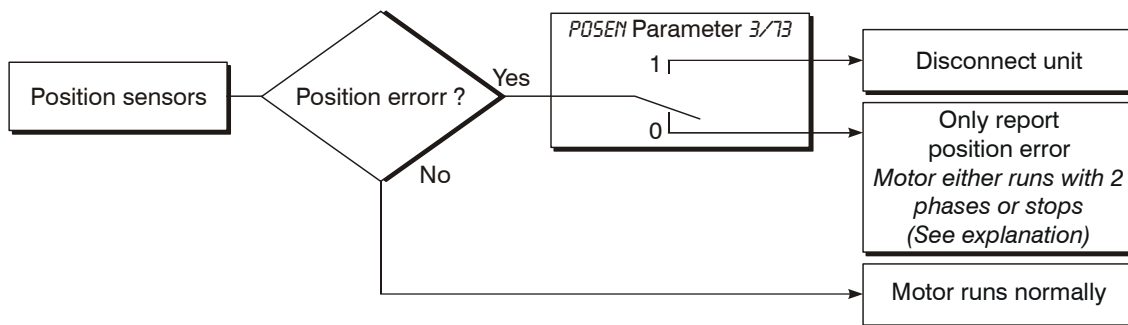 Position sensors
Position errorr ?
Yes
No
POSEN Parameter 3/73
1
0
Disconnect unit
Only report
position error
Motor either runs with 2
phases or stops
(See explanation)
Motor runs normally